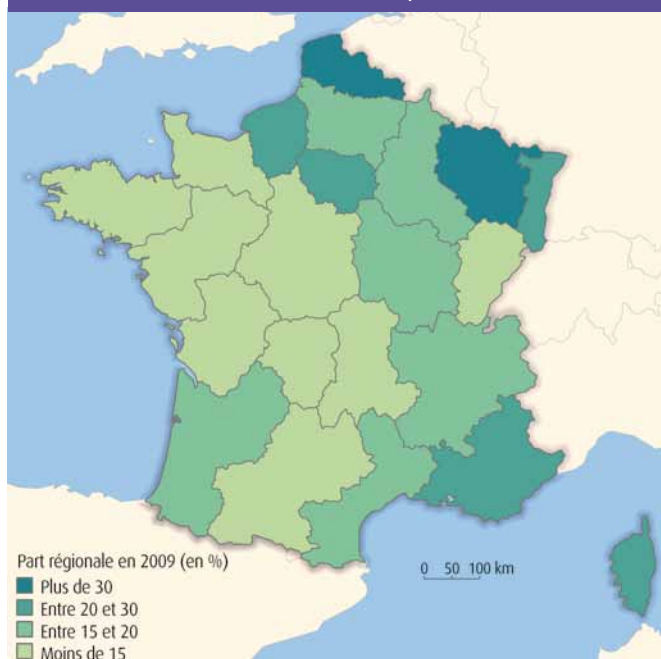 Part régionale en 2009 (en %)
0 50 100 km
Plus de 30
Entre 20 et 30
Entre 15 et 20
Moins de 15